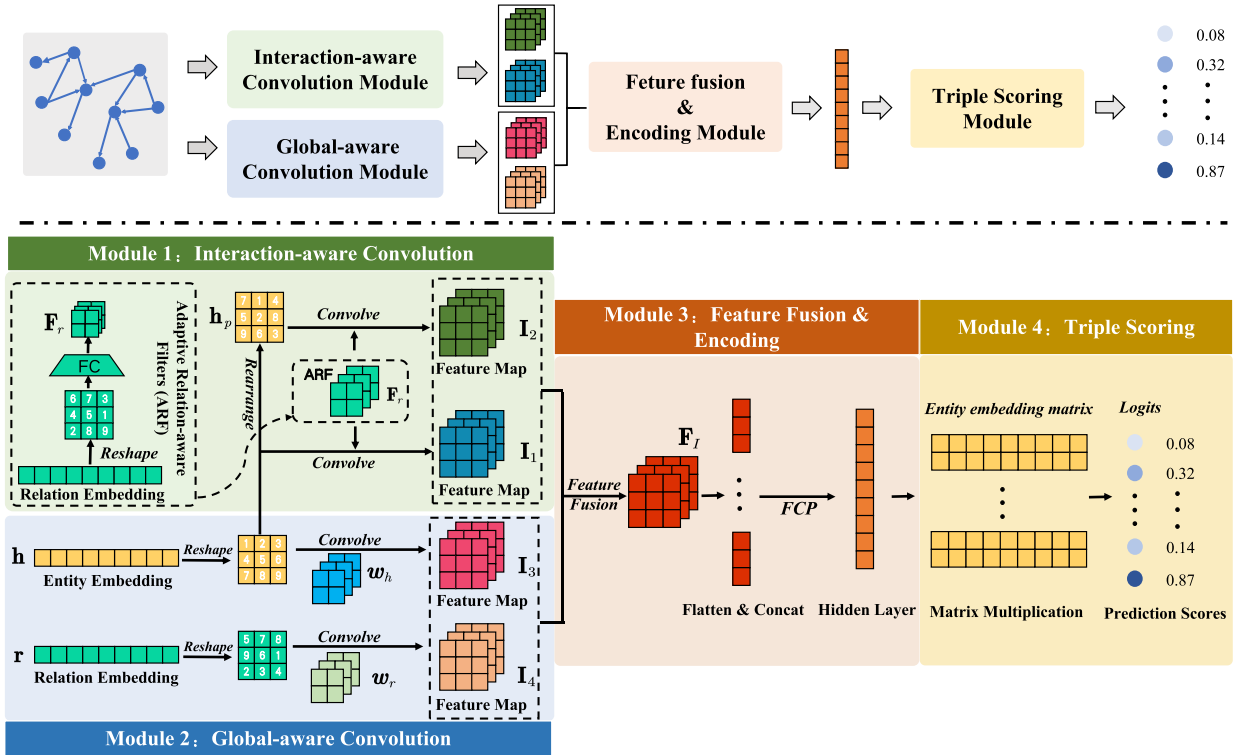 Interaction-aware
Convolution Module
Global-aware
Convolution Module
Feture fusion
&
Encoding Module
Triple Scoring
Module
0.08
0.32
0.14
0.87
Module 1：Interaction-aware Convolution
F_r
FC
6 7 3
4 5 1
2 8 9
Reshape
Relation Embedding
Adaptive Relation-aware
Filters (ARF)
h_p
7 1 4
5 2 8
9 6 3
Rearrange
Convolve
ARF
F_r
Convolve
I_2
Feature Map
I_1
Feature Map
h
Entity Embedding
Reshape
1 2 3
4 5 6
7 8 9
Convolve
w_h
I_3
Feature Map
r
Relation Embedding
Reshape
5 7 8
9 6 1
2 3 4
Convolve
w_r
I_4
Feature Map
Module 2：Global-aware Convolution
Module 3：Feature Fusion &
Encoding
Feature
Fusion
F_I
Flatten & Concat
FCP
Hidden Layer
Module 4：Triple Scoring
Entity embedding matrix
Matrix Multiplication
Logits
0.08
0.32
0.14
0.87
Prediction Scores